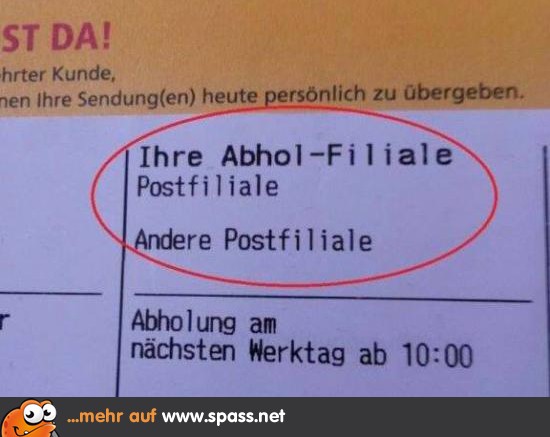 ST DA!
hrter Kunde,
nen Ihre Sendung(en) heute persönlich zu übergeben.
Ihre Abhol-Filiale
Postfiliale
Andere Postfiliale
r
Abholung am
nächsten Werktag ab 10:00
...mehr auf www.spass.net